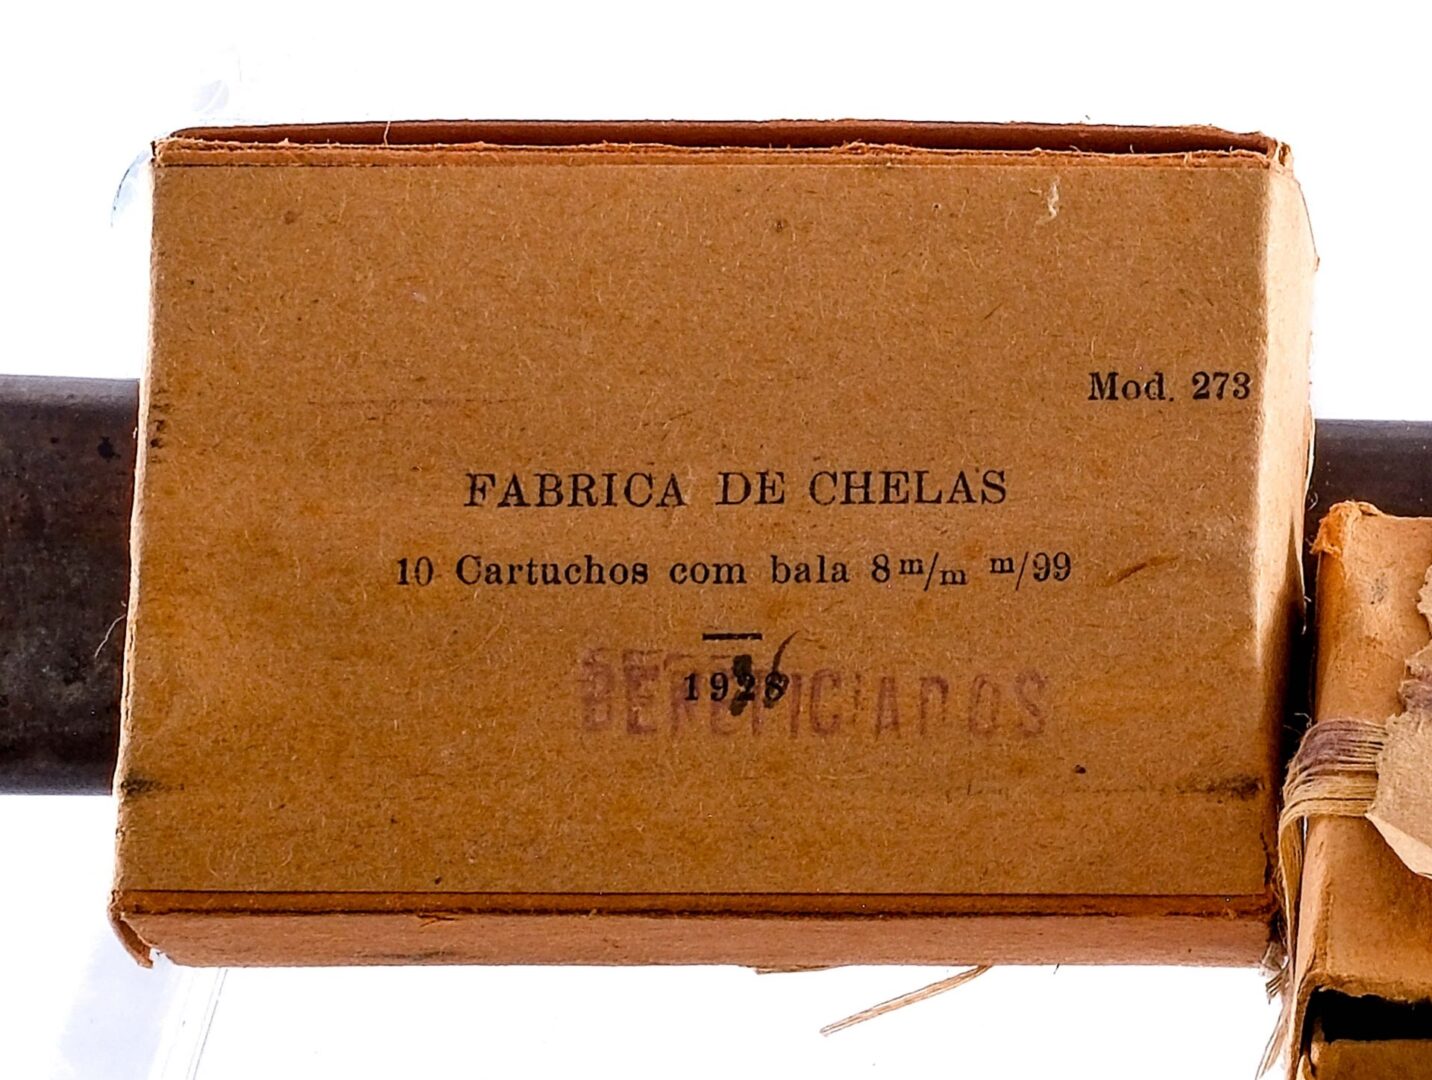 Mod. 273
FABRICA DE CHELAS
10 Cartuchos com bala 8 m/m m/99
1928
BENEFICIADOS